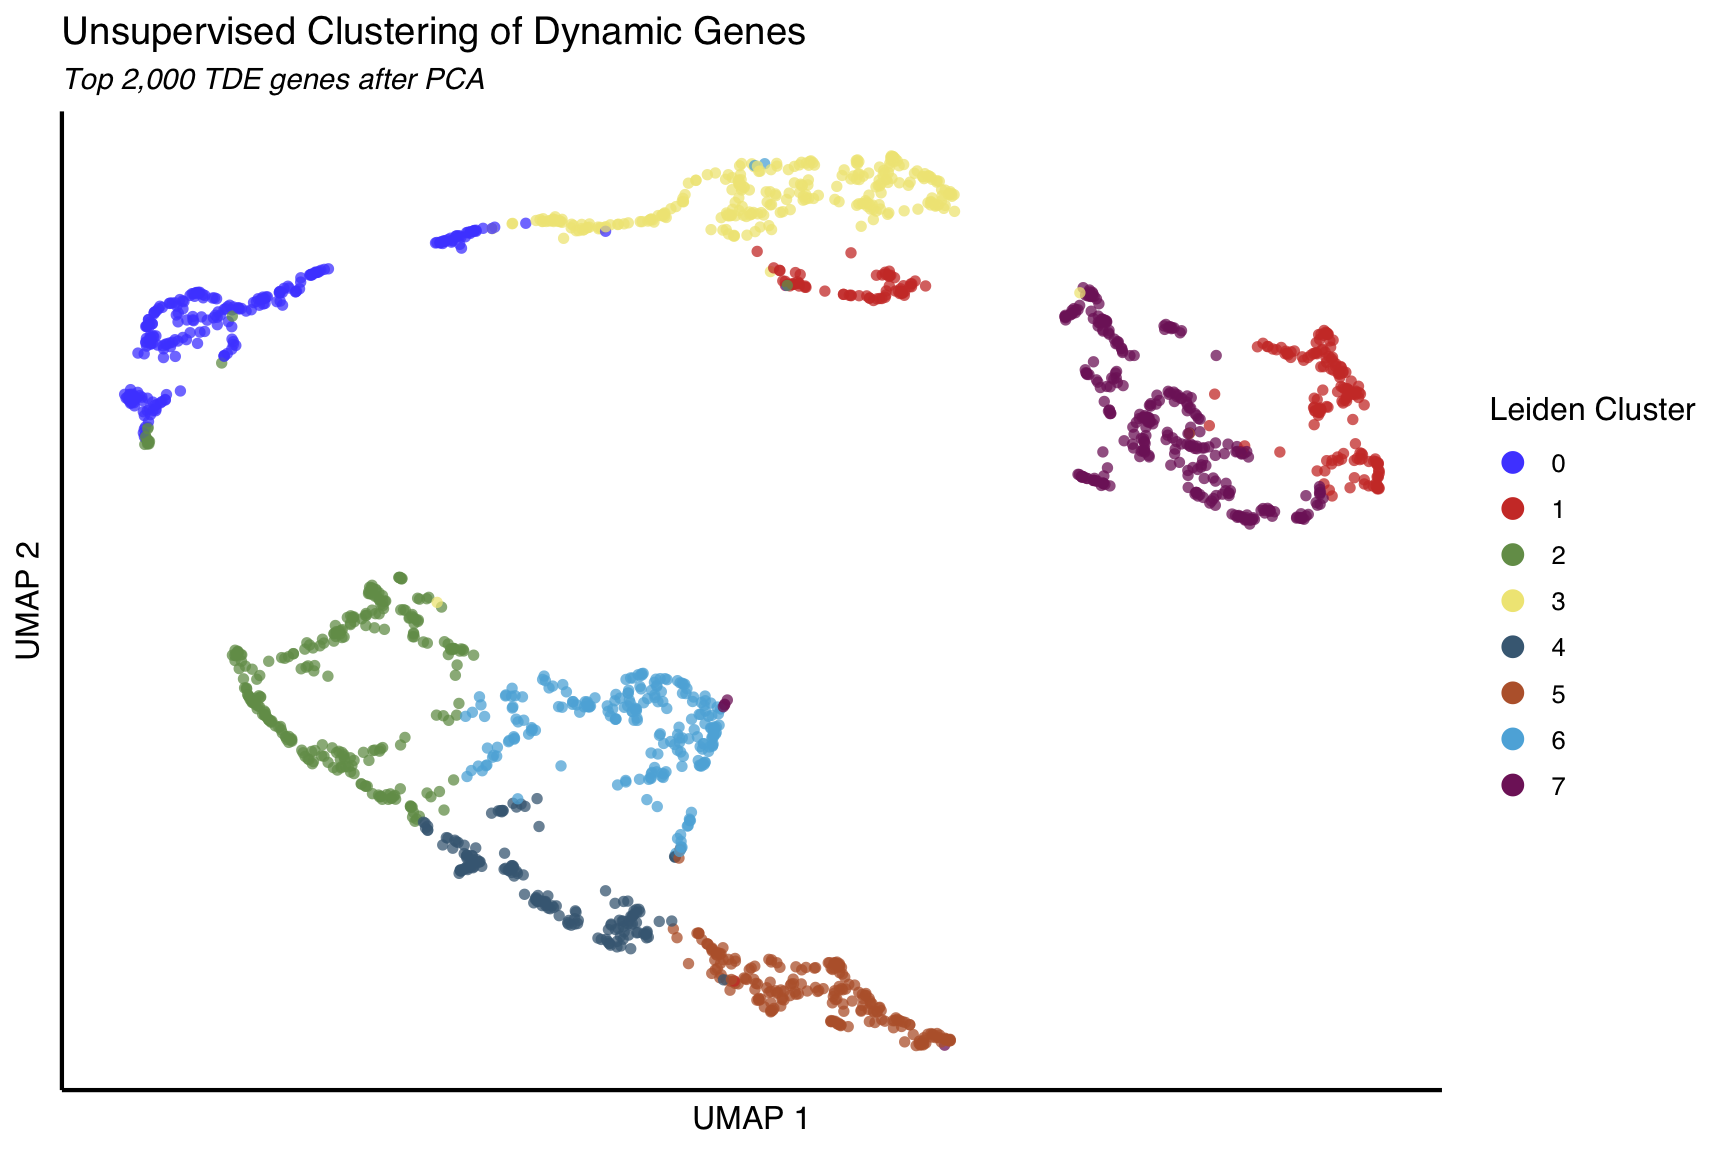 Unsupervised Clustering of Dynamic Genes
Top 2,000 TDE genes after PCA
UMAP 2
UMAP 1
Leiden Cluster
0
1
2
3
4
5
6
7